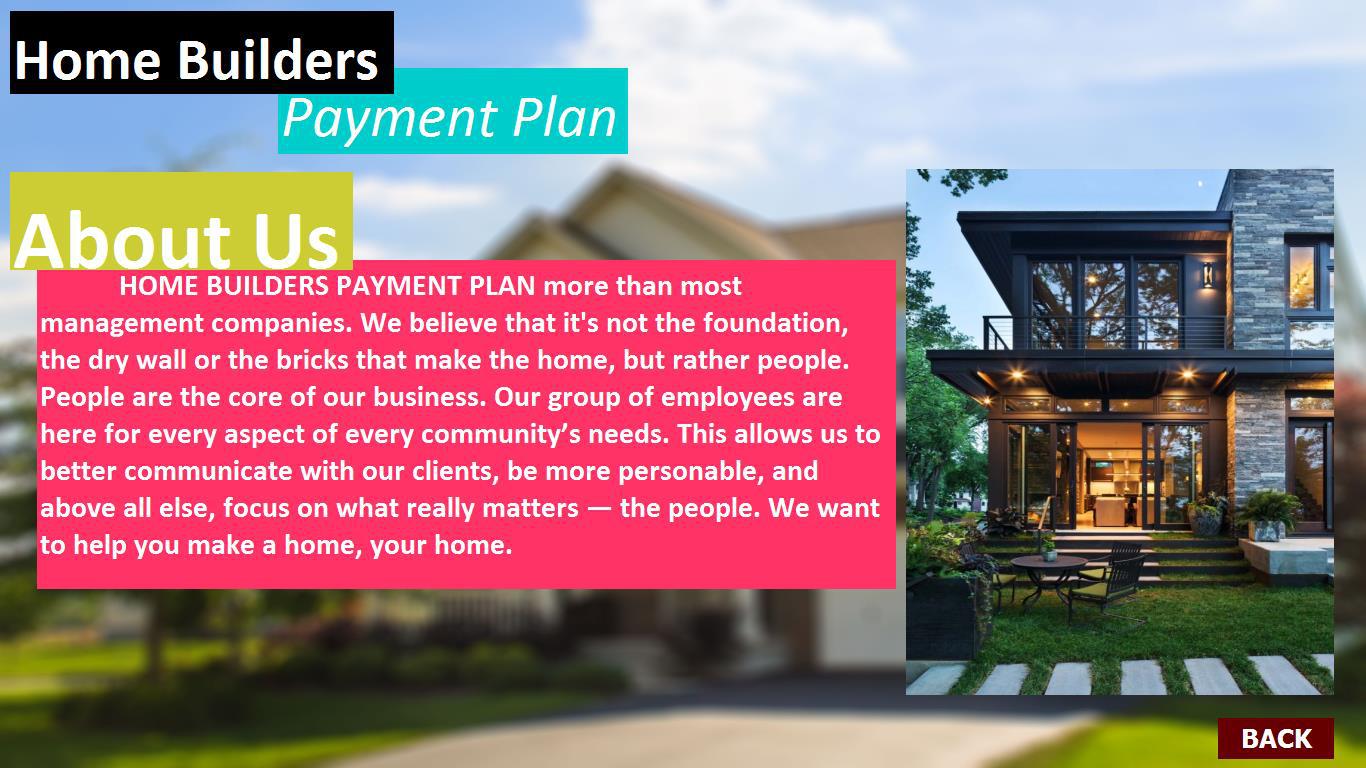 Home Builders
Payment Plan
About Us
HOME BUILDERS PAYMENT PLAN more than most
management companies. We believe that it's not the foundation,
the dry wall or the bricks that make the home, but rather people.
People are the core of our business. Our group of employees are
here for every aspect of every community’s needs. This allows us to
better communicate with our clients, be more personable, and
above all else, focus on what really matters — the people. We want
to help you make a home, your home.
BACK